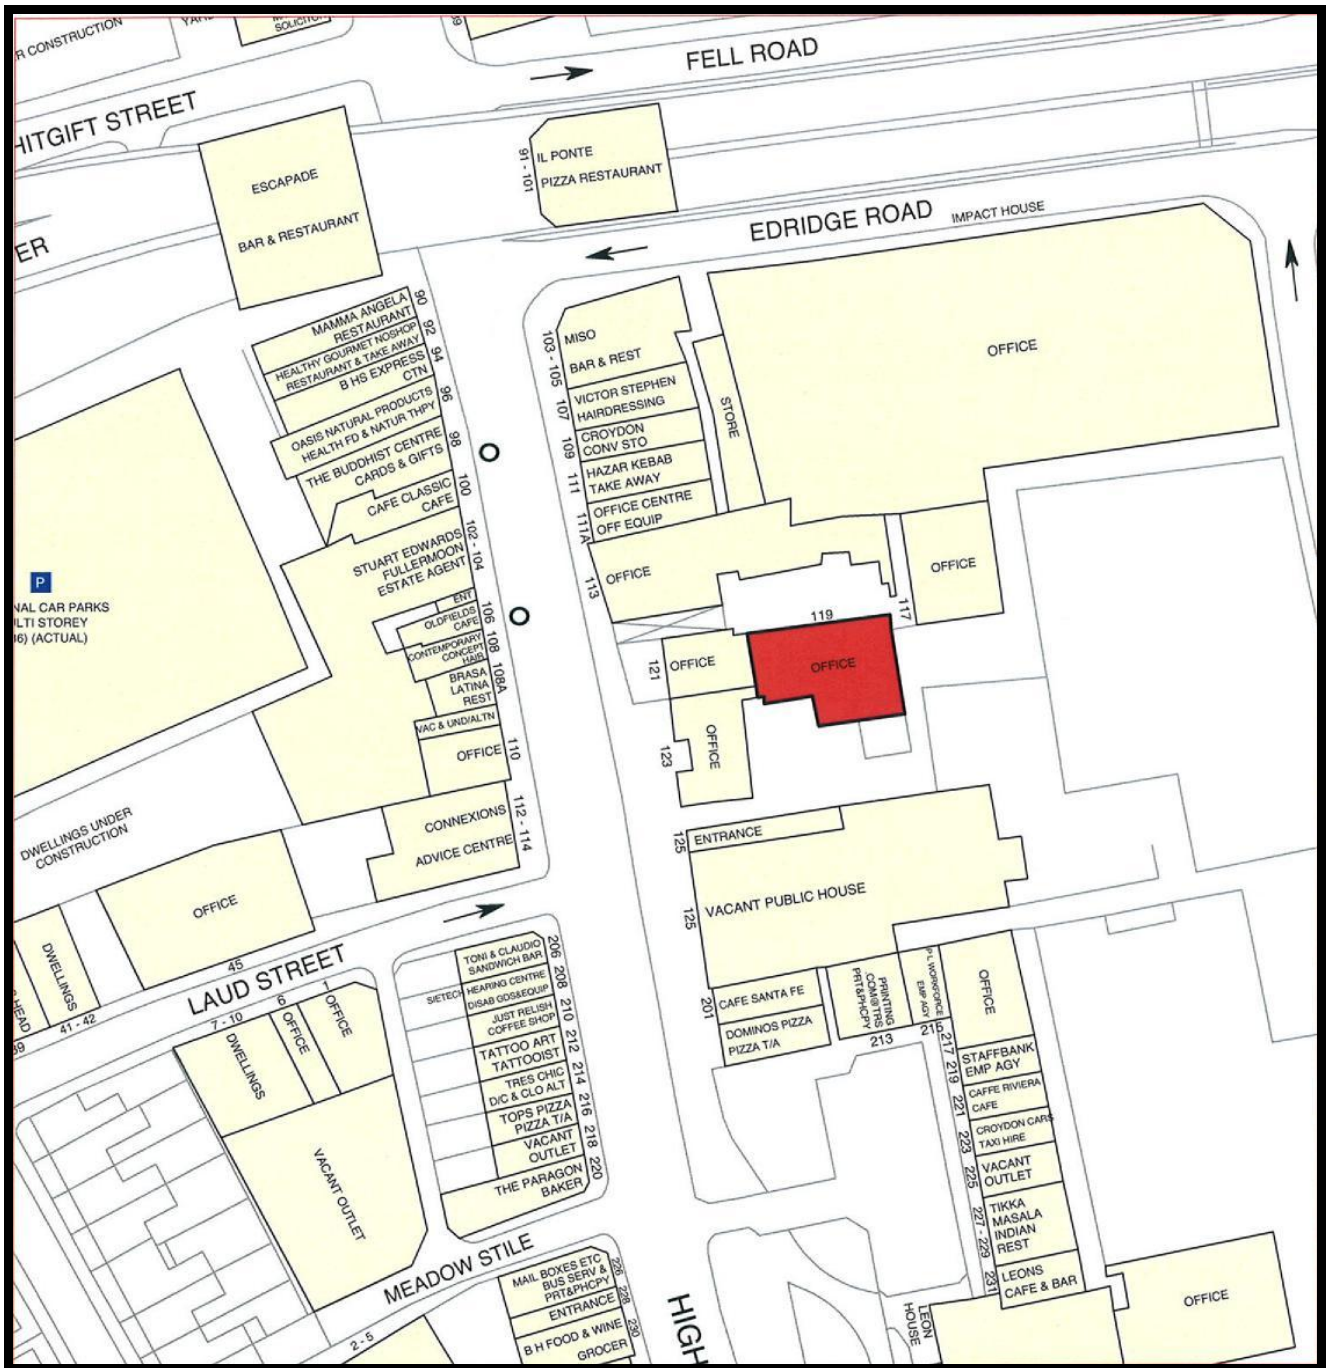 R CONSTRUCTION
SOLICITOR
FELL ROAD
HITGIFT STREET
ESCAPADE
BAR & RESTAURANT
91 - 101
IL PONTE
PIZZA RESTAURANT
ER
EDRIDGE ROAD
IMPACT HOUSE
OFFICE
MAMMA ANGELA
RESTAURANT
90
HEALTHY GOURMET NOSHOP
RESTAURANT & TAKE AWAY
92
B HS EXPRESS
CTN
94
OASIS NATURAL PRODUCTS
HEALTH FD & NATUR THPY
96
THE BUDDHIST CENTRE
CARDS & GIFTS
98
CAFE CLASSIC
CAFE
100
STUART EDWARDS
FULLERMOON
ESTATE AGENT
102 - 104
ENT
OLDFIELDS
CAFE
106
CONTEMPORARY
CONCEPT
HAIR
108
BRASA
LATINA
REST
108A
VAC & UND/ALTN
OFFICE
110
CONNEXIONS
ADVICE CENTRE
112 - 114
103 - 105
MISO
BAR & REST
107
VICTOR STEPHEN
HAIRDRESSING
109
CROYDON
CONV STO
111
HAZAR KEBAB
TAKE AWAY
111A
OFFICE CENTRE
OFF EQUIP
STORE
113
OFFICE
OFFICE
117
119
OFFICE
121
OFFICE
123
OFFICE
P
NAL CAR PARKS
LTI STOREY
6) (ACTUAL)
DWELLINGS UNDER
CONSTRUCTION
125
ENTRANCE
125
VACANT PUBLIC HOUSE
OFFICE
45
LAUD STREET
DWELLINGS
41 - 42
HEAD
39
7 - 10
DWELLINGS
6
OFFICE
1
OFFICE
VACANT OUTLET
MEADOW STILE
2 - 5
TONI & CLAUDIO
SANDWICH BAR
206
SIETECH HEARING CENTRE
DISAB GDS&EQUIP
208
JUST RELISH
COFFEE SHOP
210
TATTOO ART
TATTOOIST
212
TRES CHIC
D/C & CLO ALT
214
TOPS PIZZA
PIZZA T/A
216
VACANT
OUTLET
218
THE PARAGON
BAKER
220
MAIL BOXES ETC
BUS SERV &
PRT&PHCPY
226
ENTRANCE
228
B H FOOD & WINE
GROCER
230
HIGH
201
CAFE SANTA FE
DOMINOS PIZZA
PIZZA T/A
PRINTING
COM@TRS
PRT&PHCPY
213
P L WORKFORCE
EMP AGY
215
OFFICE
217
STAFFBANK
EMP AGY
219
CAFFE RIVIERA
CAFE
221
CROYDON CARS
TAXI HIRE
223
VACANT
OUTLET
225
TIKKA
MASALA
INDIAN
REST
227 - 229
LEONS
CAFE & BAR
231
LEON
HOUSE
OFFICE